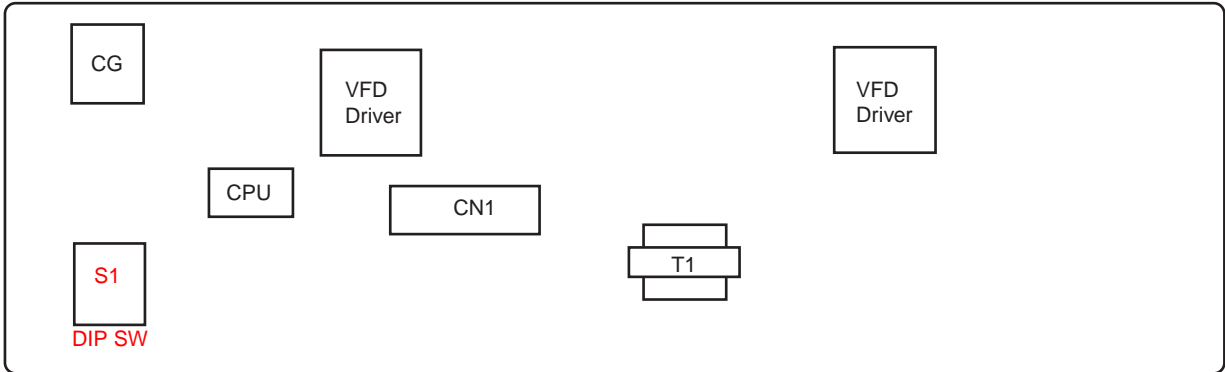 CG
VFD
Driver
VFD
Driver
CPU
CN1
T1
S1
DIP SW